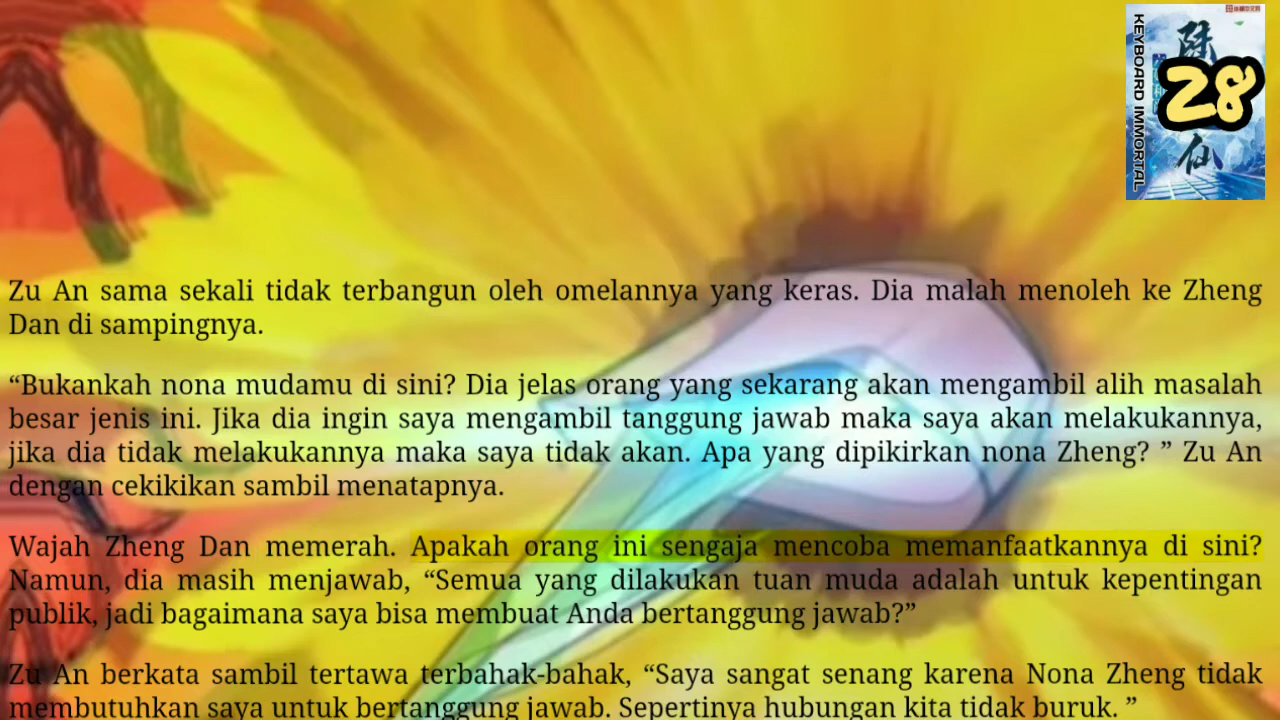 KEYBOARD IMMORTAL
28
仙
Zu An sama sekali tidak terbangun oleh omelannya yang keras. Dia malah menoleh ke Zheng
Dan di sampingnya.
“Bukankah nona mudamu di sini? Dia jelas orang yang sekarang akan mengambil alih masalah
besar jenis ini. Jika dia ingin saya mengambil tanggung jawab maka saya akan melakukannya,
jika dia tidak melakukannya maka saya tidak akan. Apa yang dipikirkan nona Zheng? ” Zu An
dengan cekikikan sambil menatapnya.
Wajah Zheng Dan memerah. Apakah orang ini sengaja mencoba memanfaatkannya di sini?
Namun, dia masih menjawab, “Semua yang dilakukan tuan muda adalah untuk kepentingan
publik, jadi bagaimana saya bisa membuat Anda bertanggung jawab?”
Zu An berkata sambil tertawa terbahak-bahak, “Saya sangat senang karena Nona Zheng tidak
membutuhkan saya untuk bertanggung jawab. Sepertinya hubungan kita tidak buruk. ”